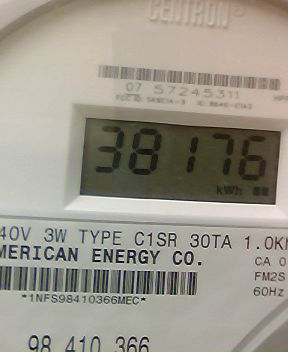 CENTRON®
07 57245311
38176
kWh
40V 3W TYPE C1SR 30TA 1.0K
MERICAN ENERGY CO.
CA 0
FM2S
60Hz
*1NFS98410366MEC*
98 410 366